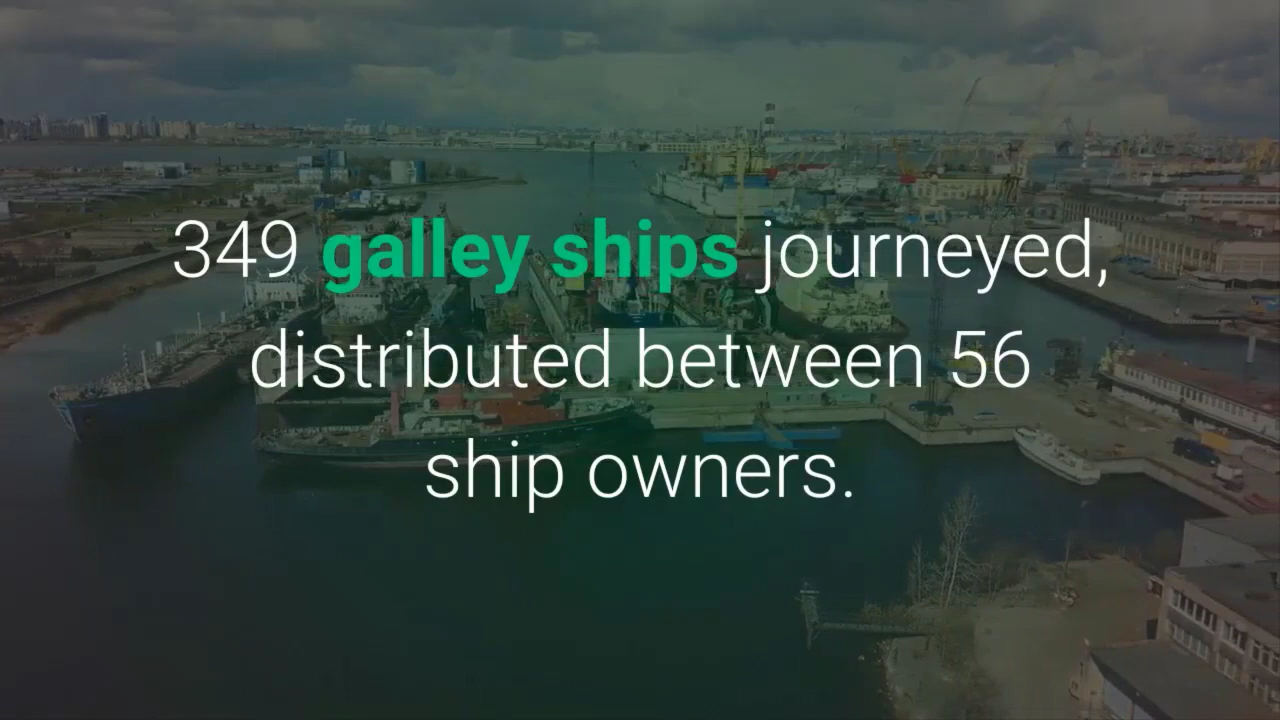 349 galley ships journeyed,
distributed between 56
ship owners.